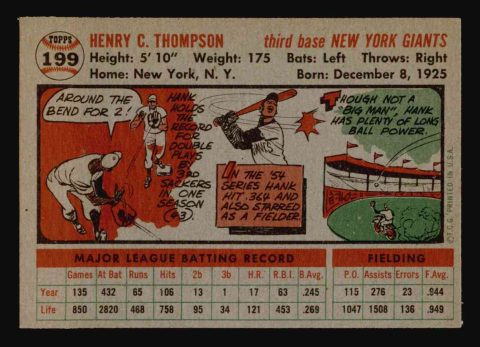 TOPPS
199
HENRY C. THOMPSON third base NEW YORK GIANTS
Height: 5' 10" Weight: 175 Bats: Left Throws: Right
Home: New York, N. Y. Born: December 8, 1925
AROUND THE
BEND FOR 2!
HANK
HOLDS
THE
RECORD
FOR
DOUBLE
PLAYS
BY
3RD
SACKERS
IN ONE
SEASON
(43)
IN THE '54
SERIES HANK
HIT .364 AND
ALSO STARRED
AS A FIELDER.
THOUGH NOT A
"BIG MAN", HANK
HAS PLENTY OF LONG
BALL POWER.
© T.C.G. PRINTED IN U.S.A.
MAJOR LEAGUE BATTING RECORD FIELDING
Games At Bat Runs Hits 2b 3b H.R. R.B.I. B.Avg. P.O. Assists Errors F.Avg.
Year 135 432 65 106 13 1 17 63 .245 115 276 23 .944
Life 850 2820 468 758 95 34 121 453 .269 1047 1508 136 .949